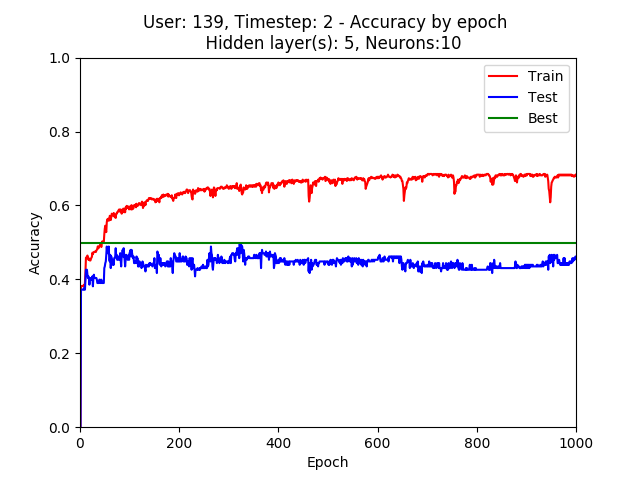 User: 139, Timestep: 2 - Accuracy by epoch
Hidden layer(s): 5, Neurons:10
Train
Test
Best
Accuracy
1.0
0.8
0.6
0.4
0.2
0.0
0 200 400 600 800 1000
Epoch